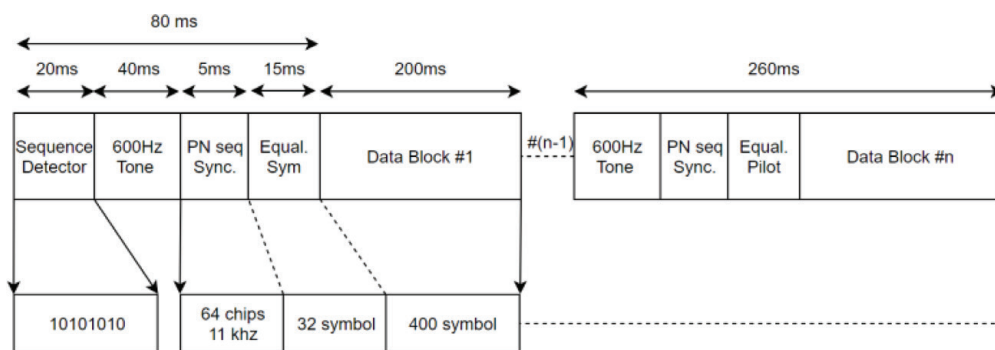 80 ms
20ms
40ms
5ms
15ms
200ms
260ms
Sequence
Detector
600Hz
Tone
PN seq
Sync.
Equal.
Sym
Data Block #1
#(n-1)
600Hz
Tone
PN seq
Sync.
Equal.
Pilot
Data Block #n
10101010
64 chips
11 khz
32 symbol
400 symbol